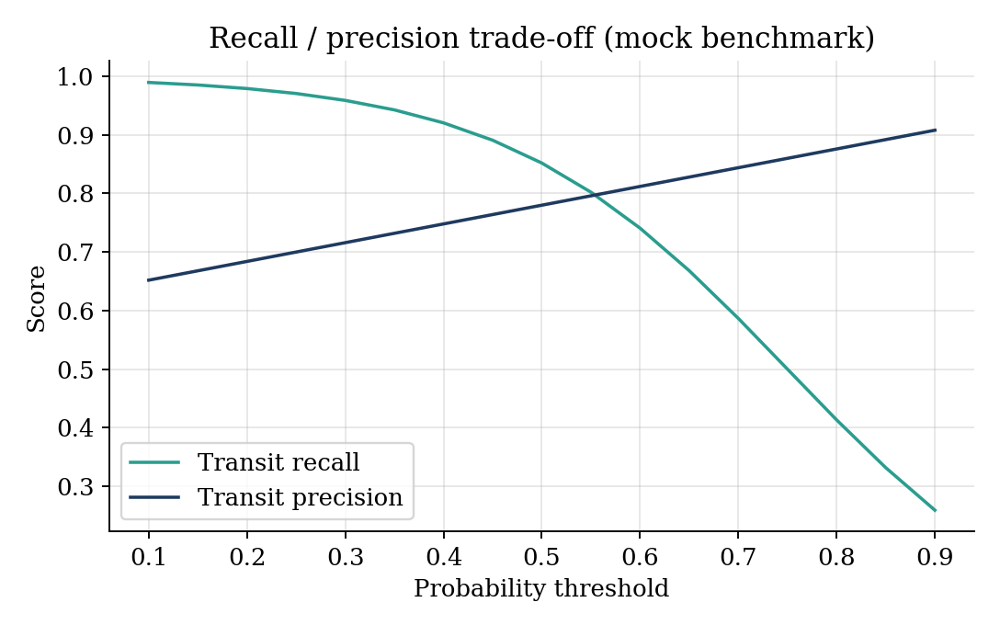 Recall / precision trade-off (mock benchmark)
1.0
0.9
0.8
0.7
0.6
0.5
0.4
0.3
Score
Transit recall
Transit precision
0.1 0.2 0.3 0.4 0.5 0.6 0.7 0.8 0.9
Probability threshold